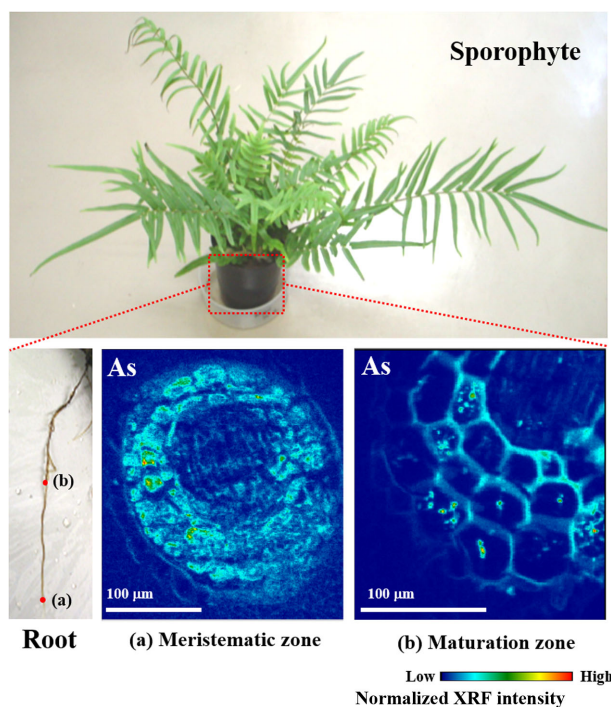 Sporophyte
As
As
(b)
(a)
100 μm
100 μm
Root
(a) Meristematic zone
(b) Maturation zone
Low
High
Normalized XRF intensity